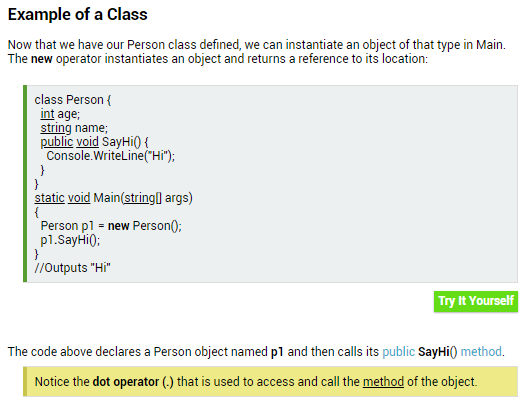 Example of a Class
Now that we have our Person class defined, we can instantiate an object of that type in Main.
The new operator instantiates an object and returns a reference to its location:
class Person {
int age;
string name;
public void SayHi() {
Console.WriteLine("Hi");
}
}
static void Main(string[] args)
{
Person p1 = new Person();
p1.SayHi();
}
//Outputs "Hi"
Try It Yourself
The code above declares a Person object named p1 and then calls its public SayHi() method.
Notice the dot operator (.) that is used to access and call the method of the object.